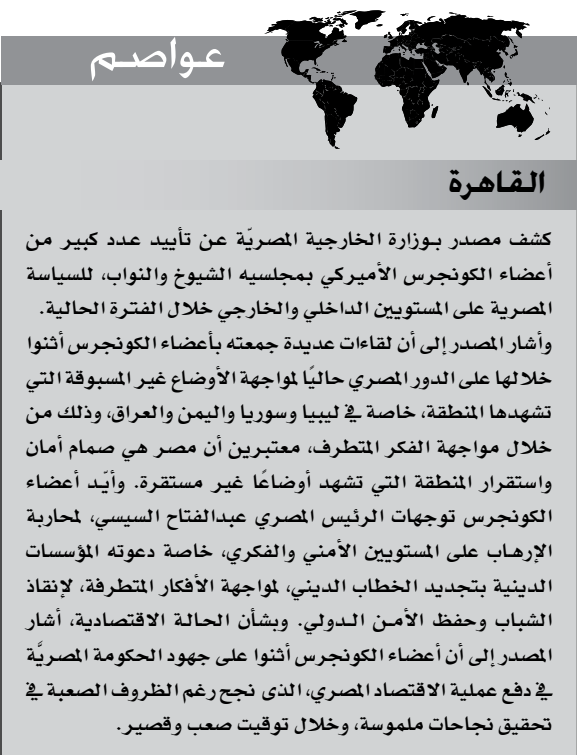 عواصم
القاهرة
كشف مصدر بوزارة الخارجية المصريّة عن تأييد عدد كبير من
أعضاء الكونجرس الأميركي بمجلسيه الشيوخ والنواب، للسياسة
المصرية على المستويين الداخلي والخارجي خلال الفترة الحالية.
وأشار المصدر إلى أن لقاءات عديدة جمعته بأعضاء الكونجرس أثنوا
خلالها على الدور المصري حاليًا لمواجهة الأوضاع غير المسبوقة التي
تشهدها المنطقة، خاصة في ليبيا وسوريا واليمن والعراق، وذلك من
خلال مواجهة الفكر المتطرف، معتبرين أن مصر هي صمام أمان
واستقرار المنطقة التي تشهد أوضاعًا غير مستقرة. وأيّد أعضاء
الكونجرس توجهات الرئيس المصري عبدالفتاح السيسي، لمحاربة
الإرهاب على المستويين الأمني والفكري، خاصة دعوته المؤسسات
الدينية بتجديد الخطاب الديني، لمواجهة الأفكار المتطرفة، لإنقاذ
الشباب وحفظ الأمن الدولي. وبشأن الحالة الاقتصادية، أشار
المصدر إلى أن أعضاء الكونجرس أثنوا على جهود الحكومة المصريَّة
في دفع عملية الاقتصاد المصري، الذى نجح رغم الظروف الصعبة في
تحقيق نجاحات ملموسة، وخلال توقيت صعب وقصير.